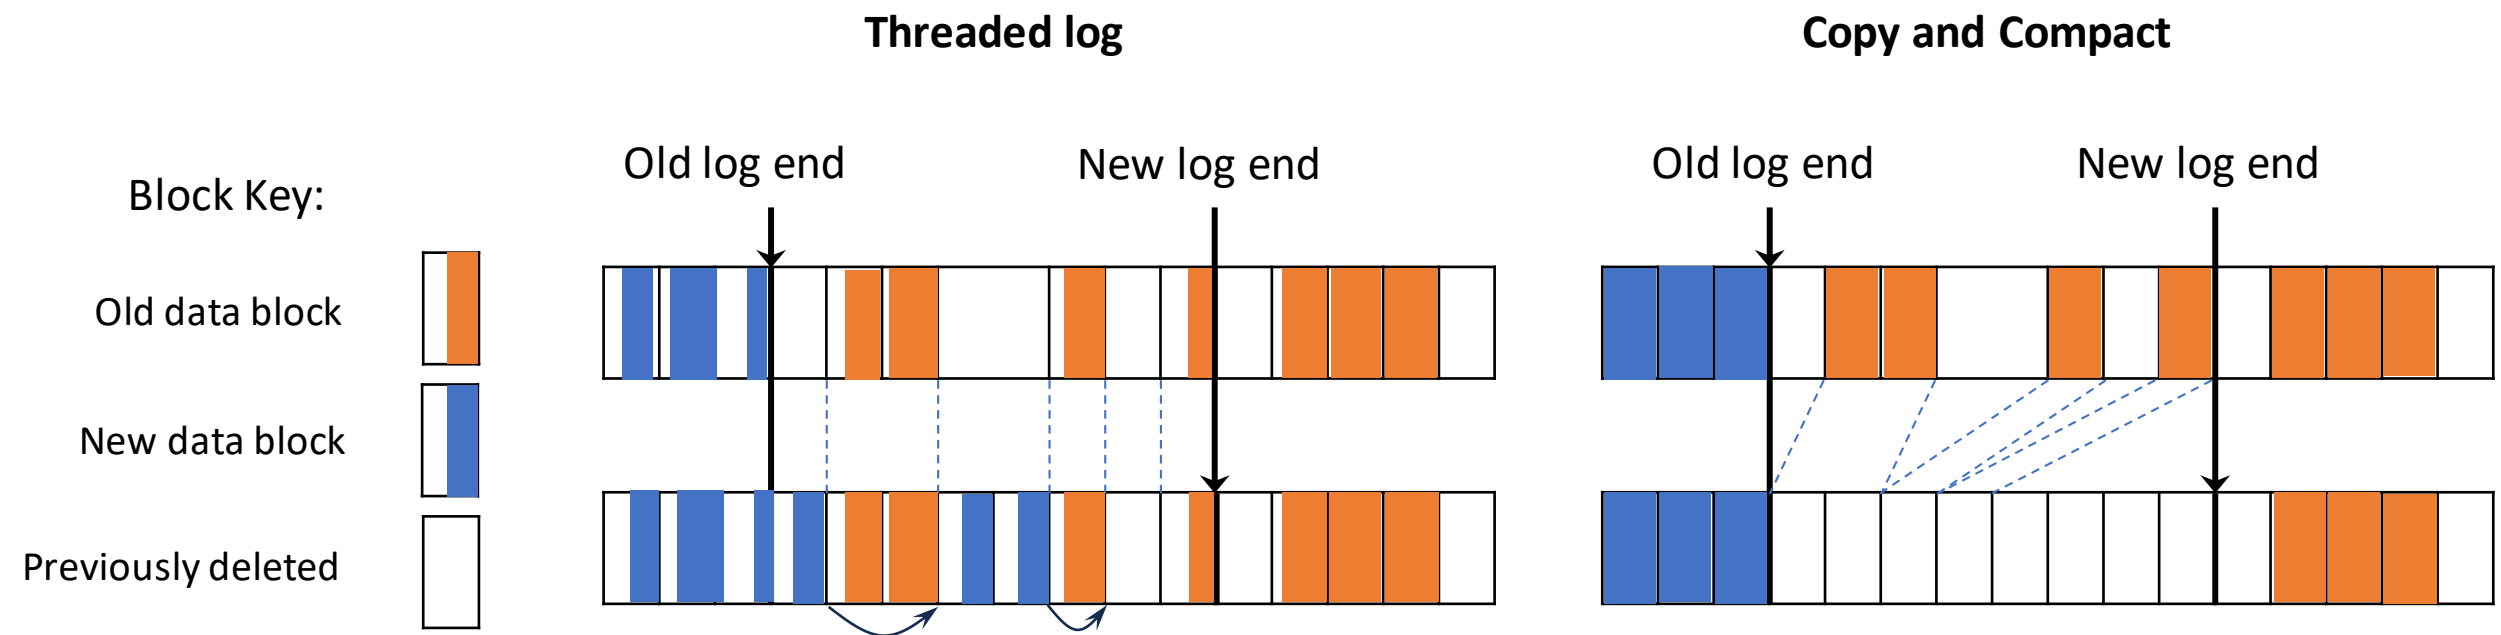 Threaded log
Copy and Compact
Old log end
New log end
Old log end
New log end
Block Key:
Old data block
New data block
Previously deleted